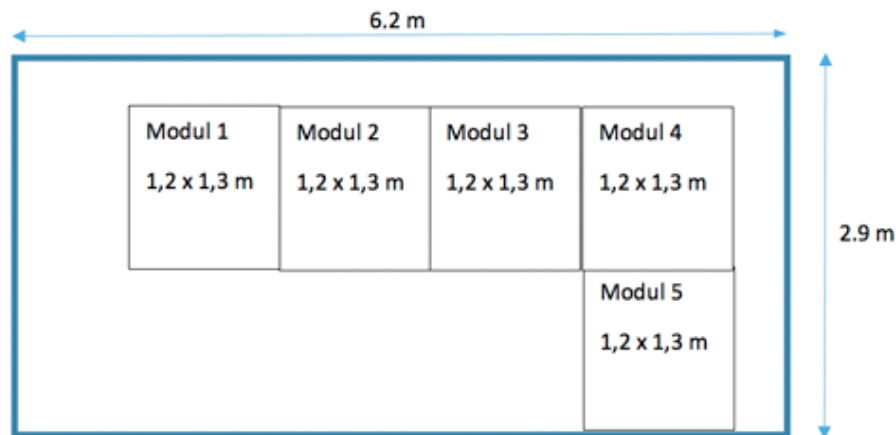 6.2 m
Modul 1
1,2 x 1,3 m
Modul 2
1,2 x 1,3 m
Modul 3
1,2 x 1,3 m
Modul 4
1,2 x 1,3 m
2.9 m
Modul 5
1,2 x 1,3 m